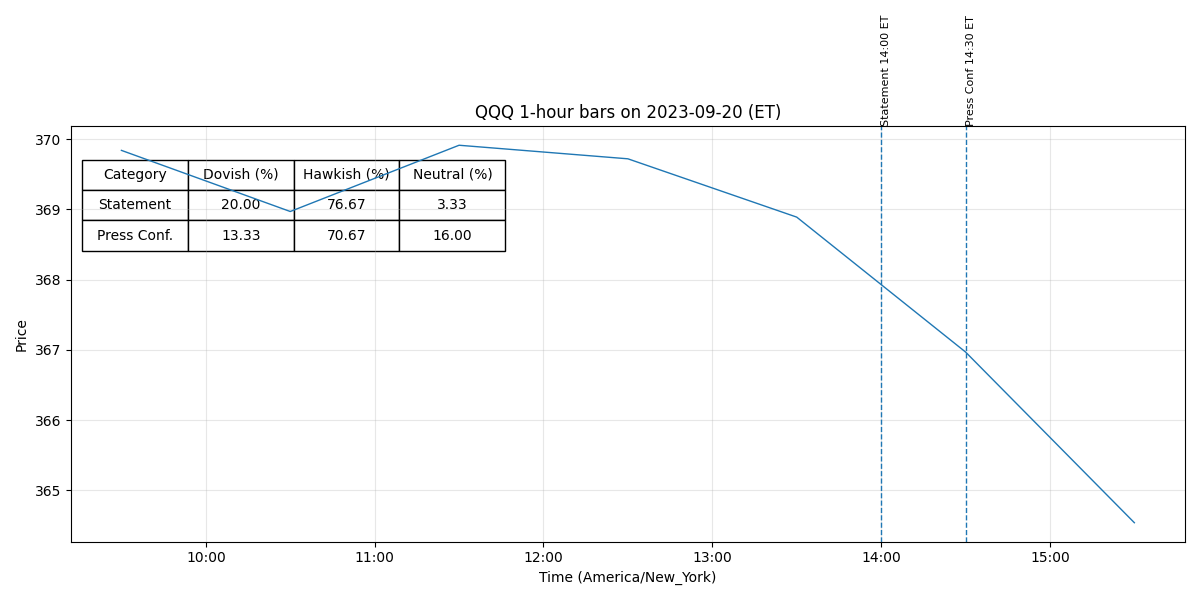 Statement 14:00 ET
Press Conf 14:30 ET
QQQ 1-hour bars on 2023-09-20 (ET)
Price
370
369
368
367
366
365
Category Dovish (%) Hawkish (%) Neutral (%)
Statement 20.00 76.67 3.33
Press Conf. 13.33 70.67 16.00
10:00 11:00 12:00 13:00 14:00 15:00
Time (America/New_York)